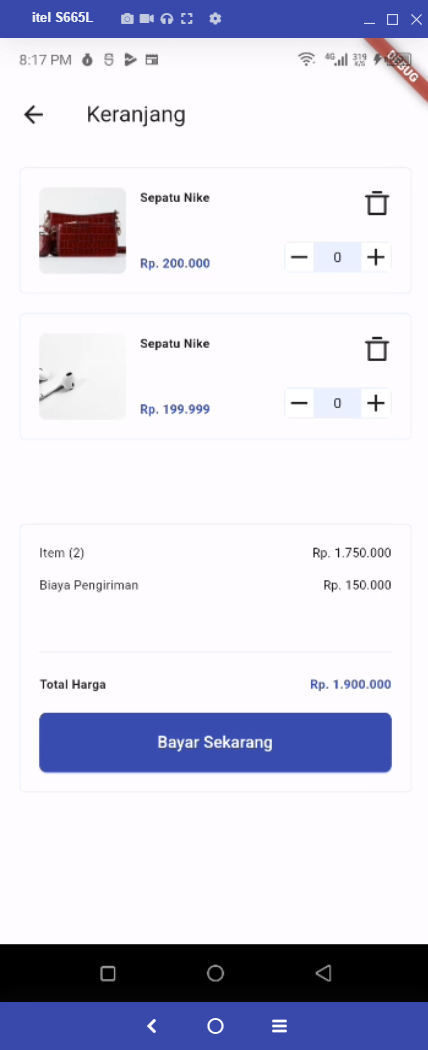 itel S665L
8:17 PM
4G 319 K/S
DEBUG
Keranjang
Sepatu Nike
Rp. 200.000
0
Sepatu Nike
Rp. 199.999
0
Item (2) Rp. 1.750.000
Biaya Pengiriman Rp. 150.000
Total Harga Rp. 1.900.000
Bayar Sekarang